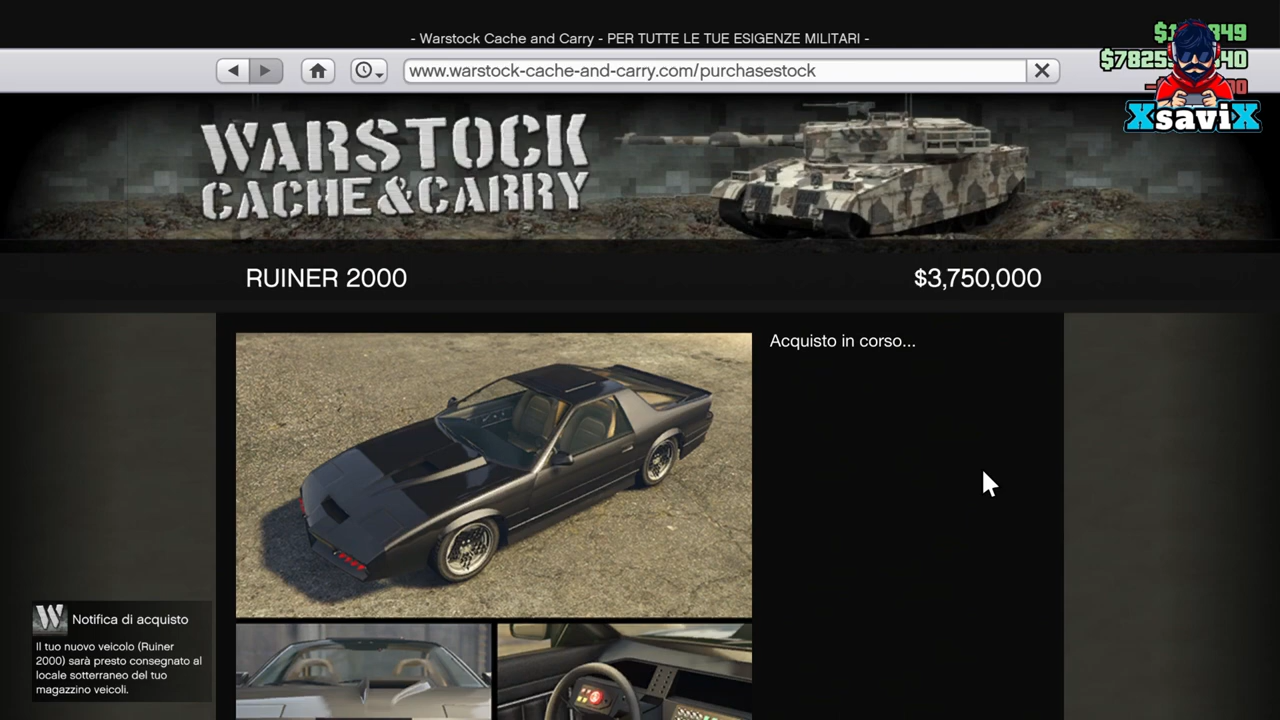 - Warstock Cache and Carry - PER TUTTE LE TUE ESIGENZE MILITARI -
www.warstock-cache-and-carry.com/purchasestock
XsaviX
WARSTOCK
CACHE&CARRY
RUINER 2000
$3,750,000
Acquisto in corso...
Notifica di acquisto
Il tuo nuovo veicolo (Ruiner
2000) sarà presto consegnato al
locale sotterraneo del tuo
magazzino veicoli.